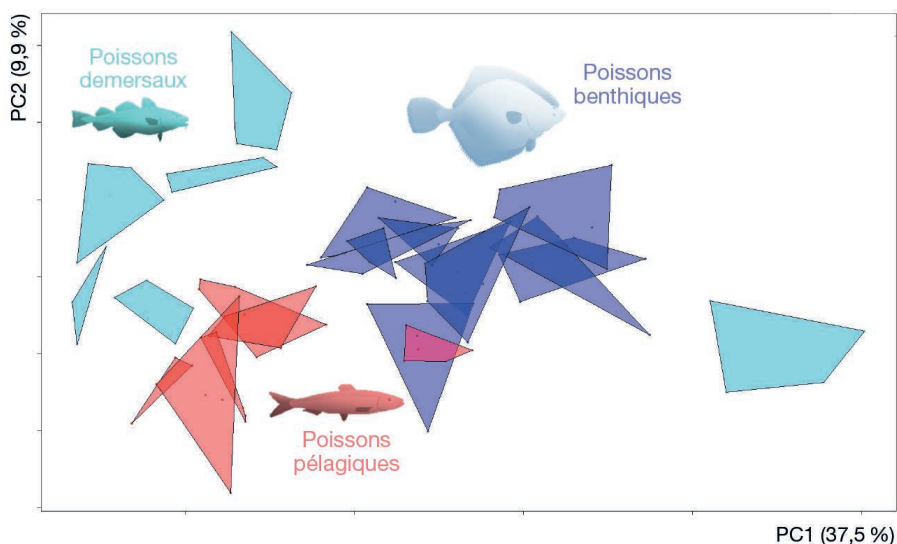 PC2 (9,9 %)
Poissons
demersaux
Poissons
benthiques
Poissons
pélagiques
PC1 (37,5 %)